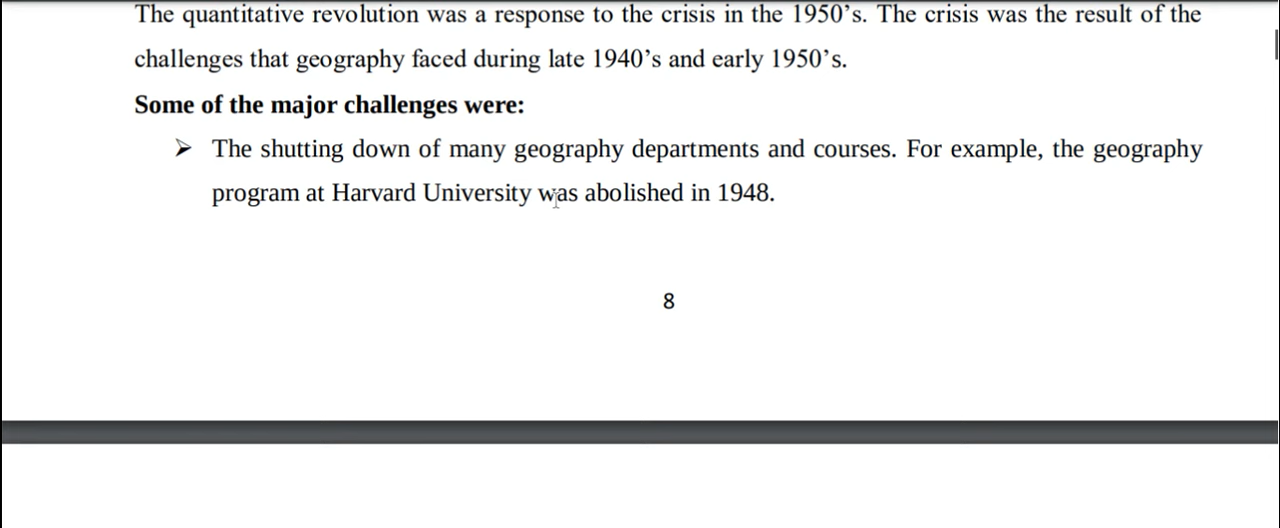 The quantitative revolution was a response to the crisis in the 1950’s. The crisis was the result of the
challenges that geography faced during late 1940’s and early 1950’s.
Some of the major challenges were:
➢ The shutting down of many geography departments and courses. For example, the geography
program at Harvard University was abolished in 1948.
8